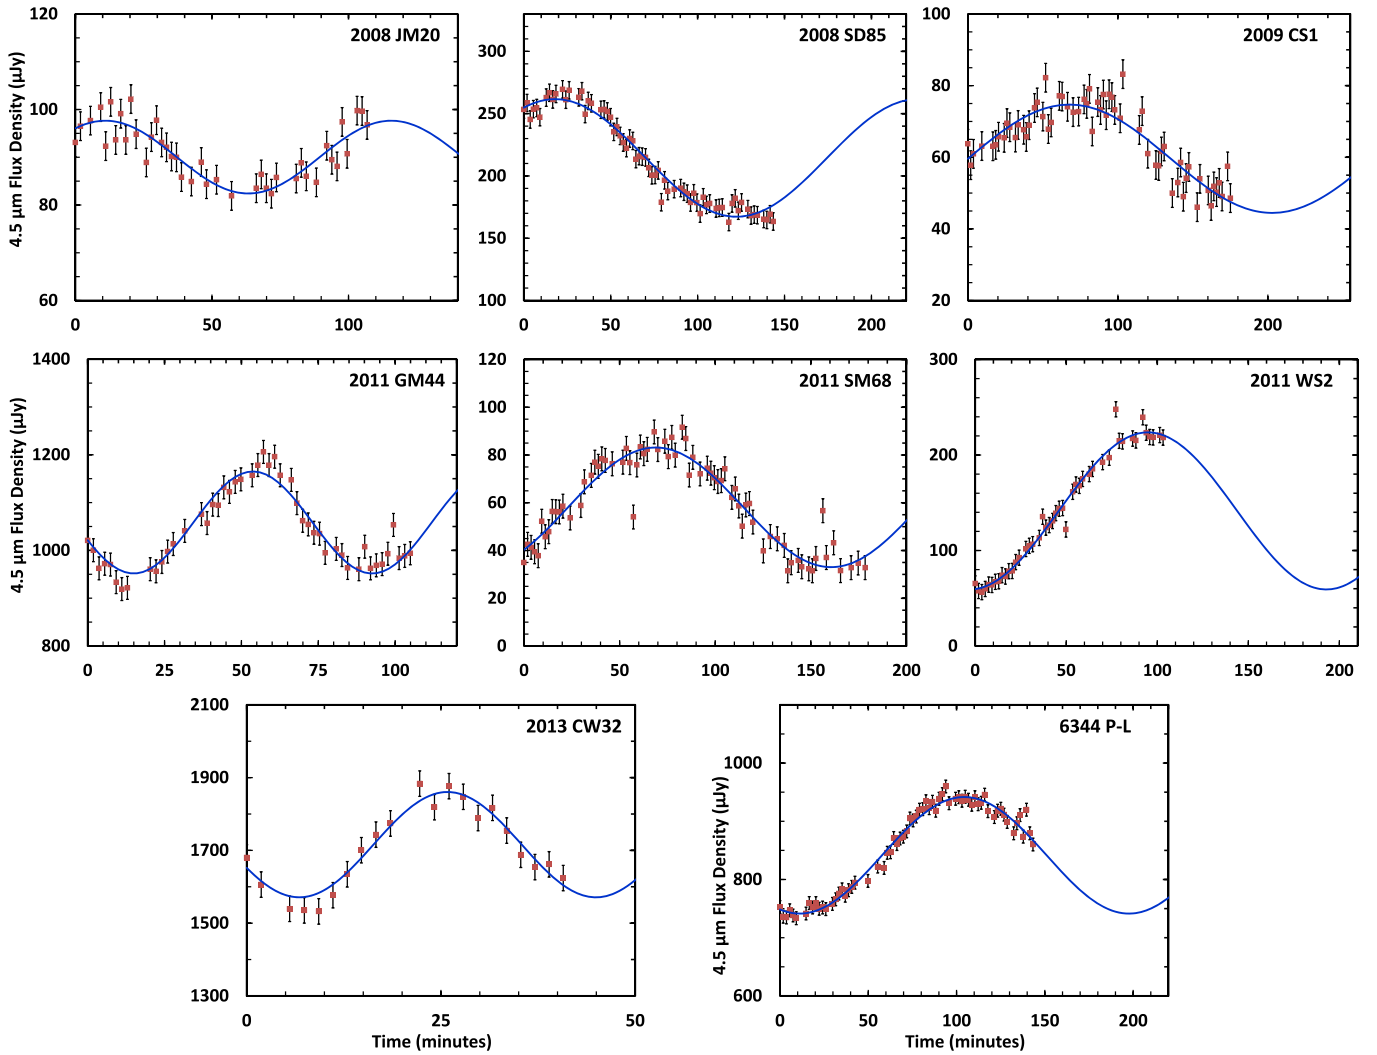 120
100
80
60
4.5 µm Flux Density (µJy)
2008 JM20
0 50 100
300
250
200
150
100
2008 SD85
0 50 100 150 200
100
80
60
40
20
2009 CS1
0 100 200
1400
1200
1000
800
4.5 µm Flux Density (µJy)
2011 GM44
0 25 50 75 100
120
100
80
60
40
20
0
2011 SM68
0 50 100 150 200
300
200
100
0
2011 WS2
0 50 100 150 200
2100
1900
1700
1500
1300
2013 CW32
0 25 50
Time (minutes)
1000
800
600
4.5 µm Flux Density (µJy)
6344 P-L
0 50 100 150 200
Time (minutes)